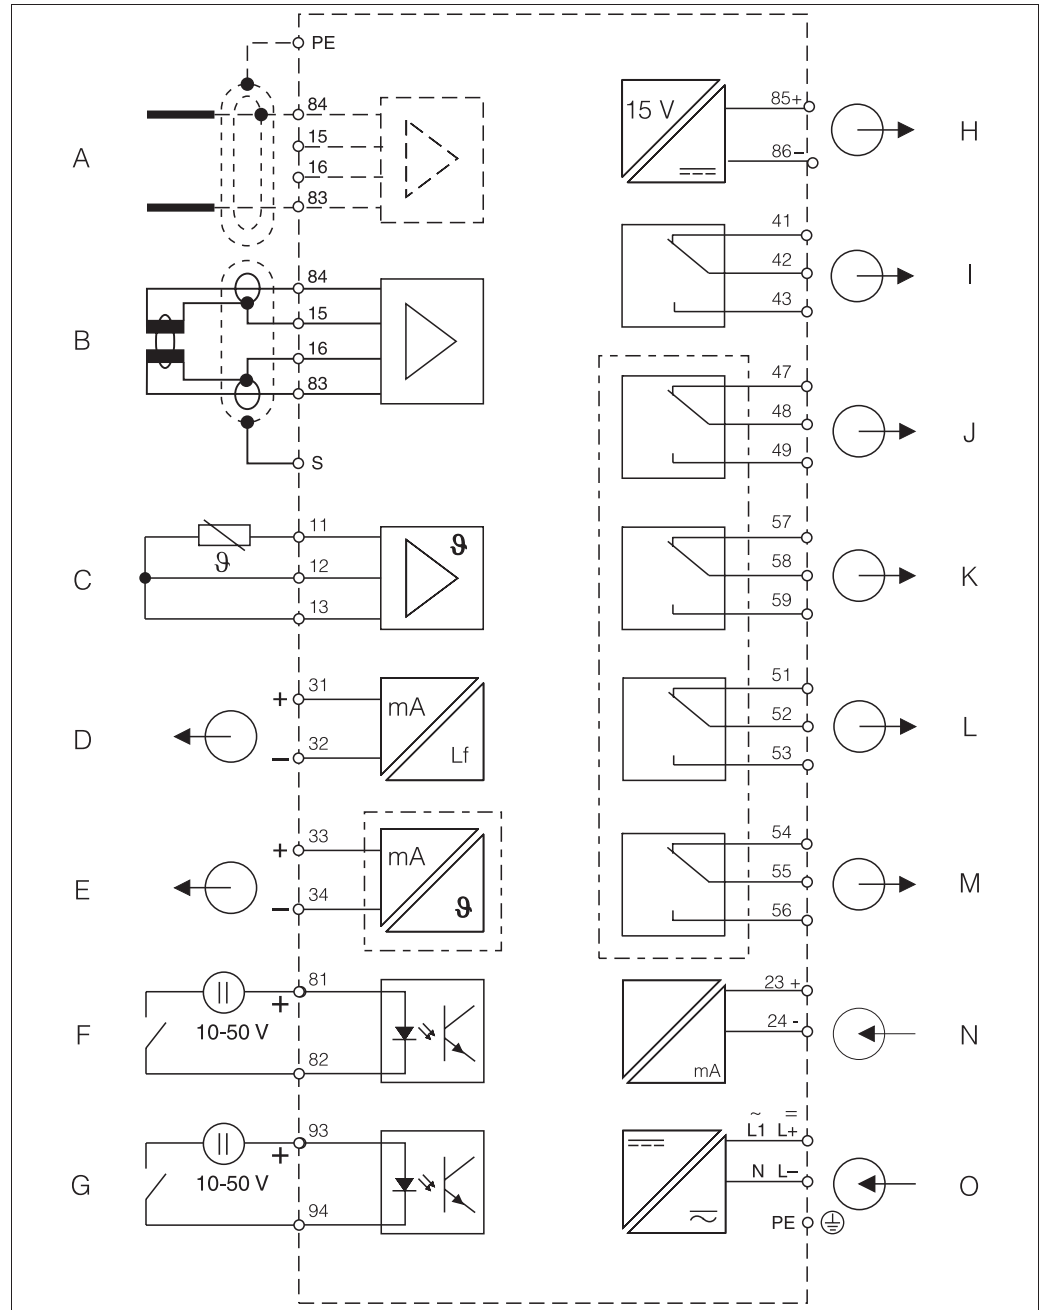 PE
A
84
15
16
83
B
84
15
16
83
S
C
11
12
13
ϑ
ϑ
D
+
31
−
32
mA
Lf
E
+
33
−
34
mA
ϑ
F
10-50 V
+
81
82
G
10-50 V
+
93
94
15 V
85+
86−
H
41
42
43
I
47
48
49
J
57
58
59
K
51
52
53
L
54
55
56
M
23 +
24 -
mA
N
~ =
L1 L+
N L−
PE
O